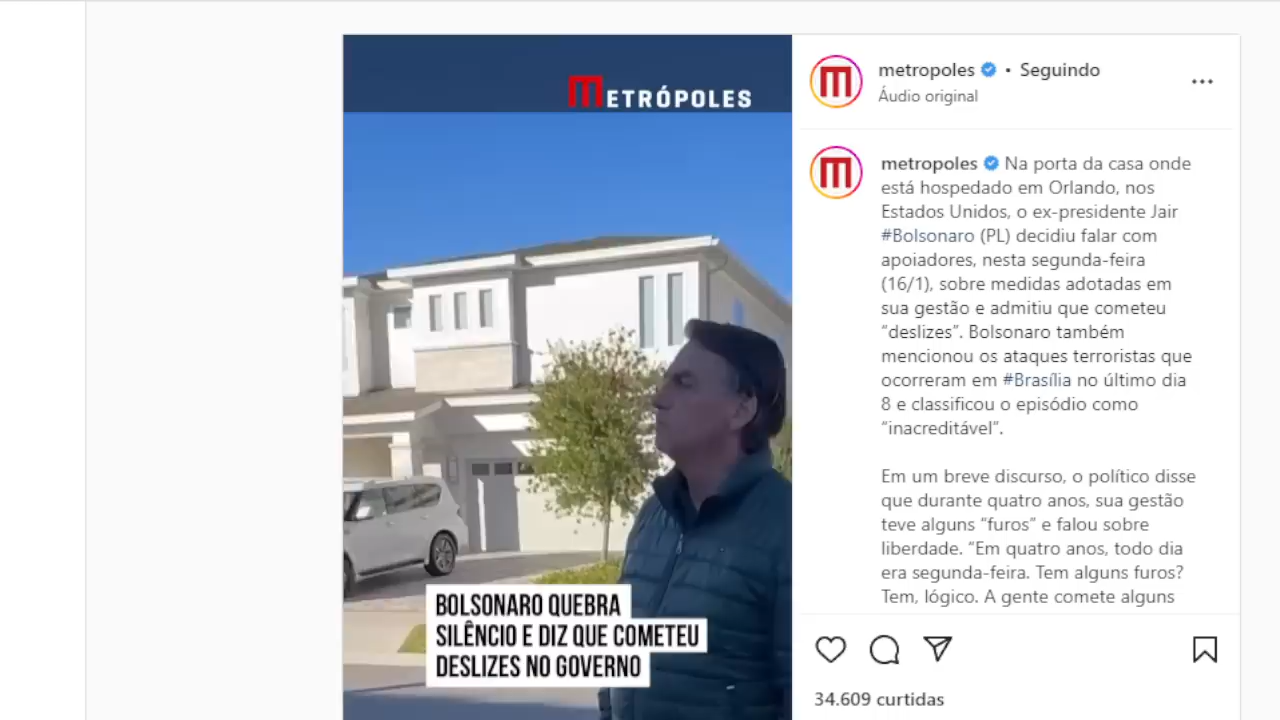 METRÓPOLES
BOLSONARO QUEBRA
SILÊNCIO E DIZ QUE COMETEU
DESLIZES NO GOVERNO
metropoles • Seguindo
Áudio original
metropoles Na porta da casa onde
está hospedado em Orlando, nos
Estados Unidos, o ex-presidente Jair
#Bolsonaro (PL) decidiu falar com
apoiadores, nesta segunda-feira
(16/1), sobre medidas adotadas em
sua gestão e admitiu que cometeu
“deslizes”. Bolsonaro também
mencionou os ataques terroristas que
ocorreram em #Brasília no último dia
8 e classificou o episódio como
“inacreditável”.
Em um breve discurso, o político disse
que durante quatro anos, sua gestão
teve alguns “furos” e falou sobre
liberdade. “Em quatro anos, todo dia
era segunda-feira. Tem alguns furos?
Tem, lógico. A gente comete alguns
34.609 curtidas